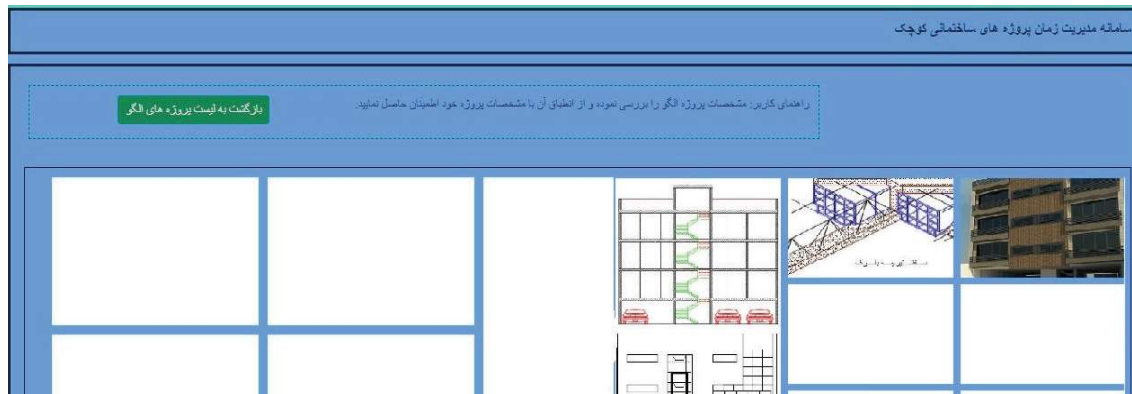 سامانه مدیریت زمان پروژه های ساختمانی کوچک
راهنمای کاربر: مشخصات پروژه الگو را بررسی نموده و از انطباق آن با مشخصات پروژه خود اطمینان حاصل نمایید.
بازگشت به لیست پروژه های الگو